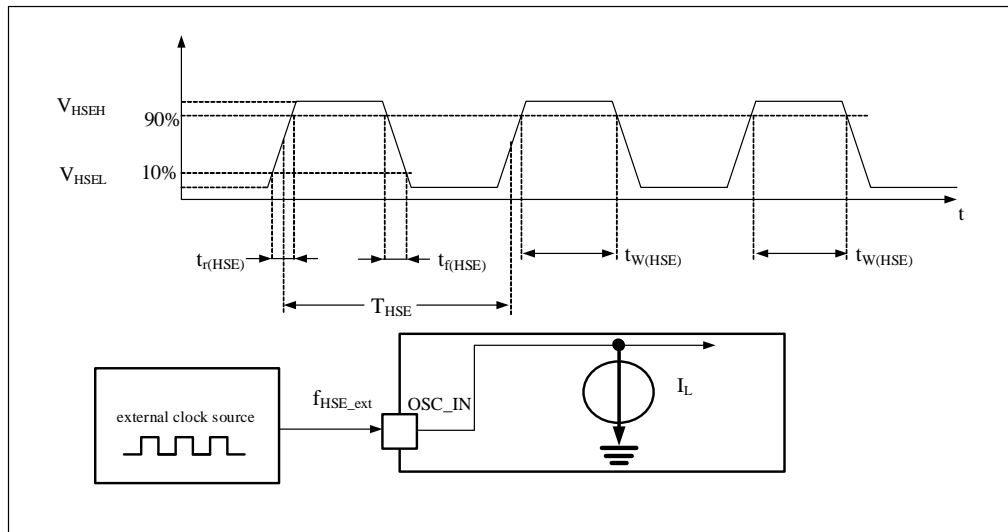 V_HSEH
90%
10%
V_HSEL
t
t_r(HSE)
t_f(HSE)
t_W(HSE)
t_W(HSE)
T_HSE
external clock source
f_HSE_ext
OSC_IN
I_L